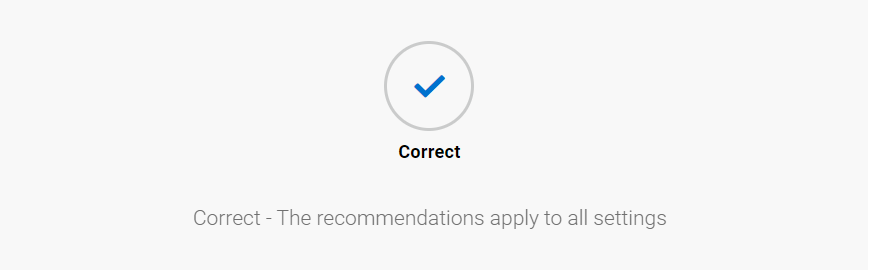 Correct
Correct - The recommendations apply to all settings